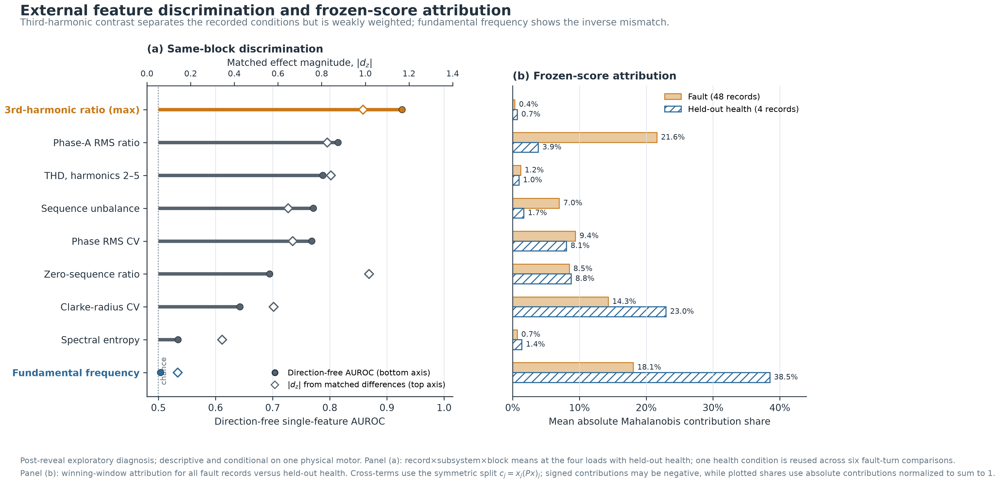 External feature discrimination and frozen-score attribution
Third-harmonic contrast separates the recorded conditions but is weakly weighted; fundamental frequency shows the inverse mismatch.
(a) Same-block discrimination
Matched effect magnitude, |d_z|
0.0 0.2 0.4 0.6 0.8 1.0 1.2 1.4
3rd-harmonic ratio (max)
Phase-A RMS ratio
THD, harmonics 2–5
Sequence unbalance
Phase RMS CV
Zero-sequence ratio
Clarke-radius CV
Spectral entropy
Fundamental frequency
chance
Direction-free AUROC (bottom axis)
|d_z| from matched differences (top axis)
0.5 0.6 0.7 0.8 0.9 1.0
Direction-free single-feature AUROC
(b) Frozen-score attribution
Fault (48 records)
Held-out health (4 records)
0.4%
0.7%
21.6%
3.9%
1.2%
1.0%
7.0%
1.7%
9.4%
8.1%
8.5%
8.8%
14.3%
23.0%
0.7%
1.4%
18.1%
38.5%
0% 10% 20% 30% 40%
Mean absolute Mahalanobis contribution share
Post-reveal exploratory diagnosis; descriptive and conditional on one physical motor. Panel (a): record×subsystem×block means at the four loads with held-out health; one health condition is reused across six fault-turn comparisons.
Panel (b): winning-window attribution for all fault records versus held-out health. Cross-terms use the symmetric split c_j = x_j(Px)_j; signed contributions may be negative, while plotted shares use absolute contributions normalized to sum to 1.